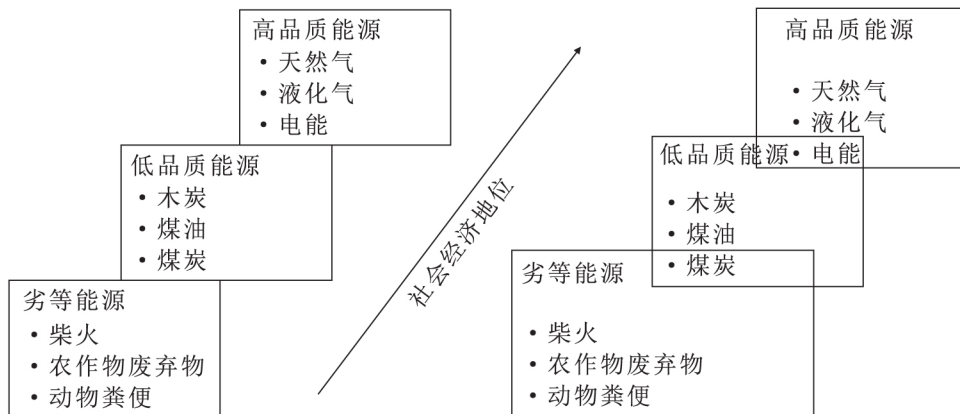 高品质能源
• 天然气
• 液化气
• 电能
低品质能源
• 木炭
• 煤油
• 煤炭
劣等能源
• 柴火
• 农作物废弃物
• 动物粪便
社会经济地位
高品质能源
• 天然气
• 液化气
• 电能
低品质能源
• 木炭
• 煤油
• 煤炭
劣等能源
• 柴火
• 农作物废弃物
• 动物粪便